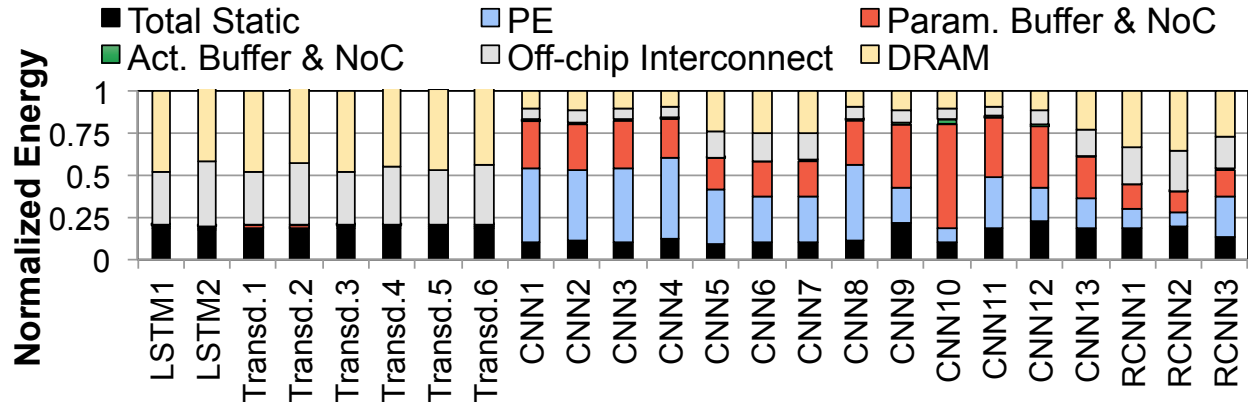 Total Static PE Param. Buffer & NoC
Act. Buffer & NoC Off-chip Interconnect DRAM
Normalized Energy
1
0.75
0.5
0.25
0
LSTM1
LSTM2
Transd.1
Transd.2
Transd.3
Transd.4
Transd.5
Transd.6
CNN1
CNN2
CNN3
CNN4
CNN5
CNN6
CNN7
CNN8
CNN9
CNN10
CNN11
CNN12
CNN13
RCNN1
RCNN2
RCNN3